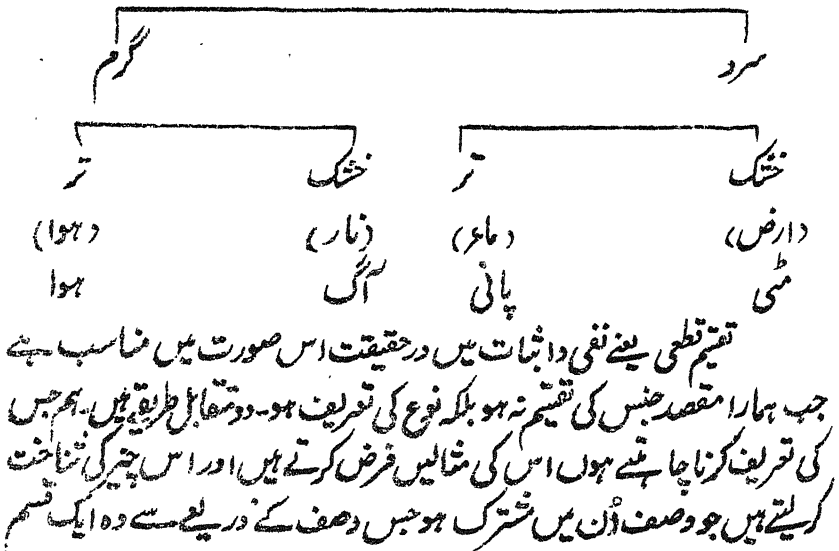 سرد گرم
خشک تر خشک تر
(ارض) (ماء) (نار) (ہوا)
مٹی پانی آگ ہوا
تقیم قطعی یعنے نفی و اثبات میں درحقیقت اس صورت میں مناسب ہے
جب ہمارا مقصد جنس کی تقیم نہ ہو بلکہ نوع کی تعریف ہو۔ دو متقابل طریقے ہیں۔ ہم جس
کی تعریف کرنا چاہتے ہوں اس کی مثالیں فرض کرتے ہیں اور اس چیز کی شناخت
کر لیتے ہیں جو وصف اُن میں مشترک ہو جس وصف کے ذریعے سے وہ ایک قسم